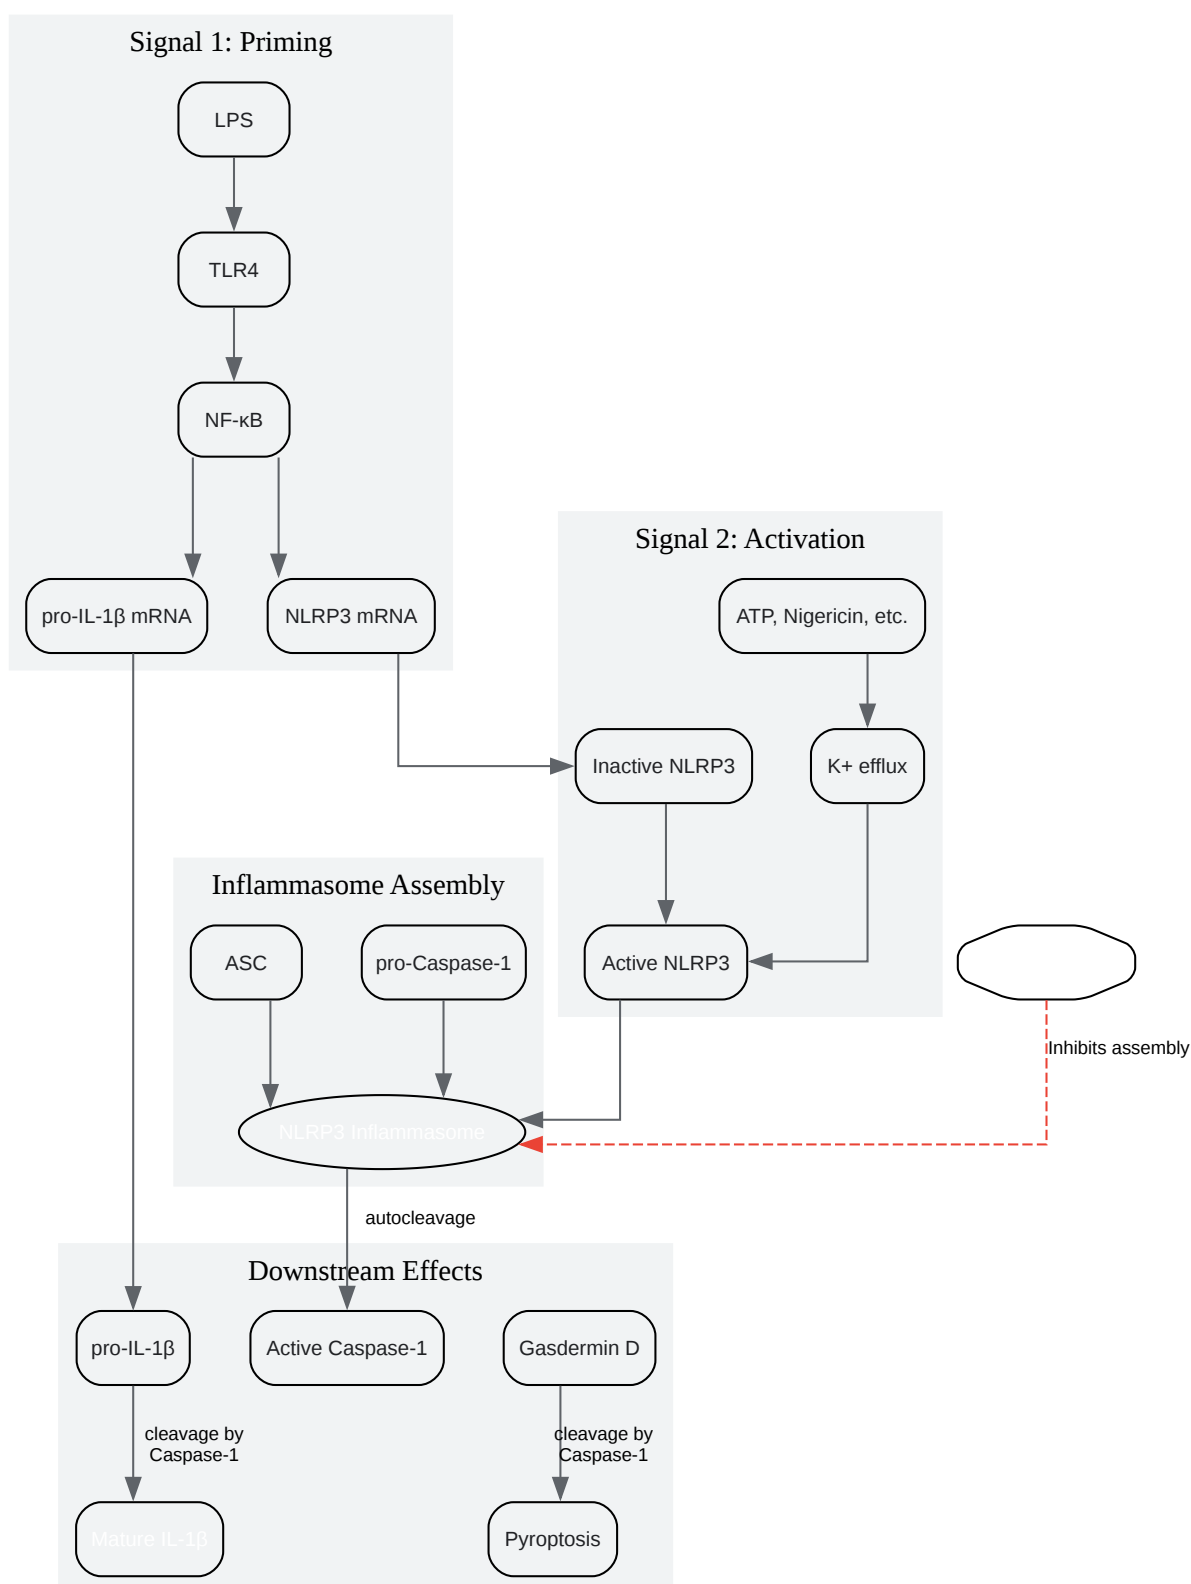 Signal 1: Priming
LPS
TLR4
NF-κB
pro-IL-1β mRNA
NLRP3 mRNA
Signal 2: Activation
ATP, Nigericin, etc.
Inactive NLRP3
K+ efflux
Active NLRP3
Inflammasome Assembly
ASC
pro-Caspase-1
Inhibits assembly
NLRP3 Inflammasome
autocleavage
Downstream Effects
pro-IL-1β
Active Caspase-1
Gasdermin D
cleavage by
Caspase-1
cleavage by
Caspase-1
Mature IL-1β
Pyroptosis